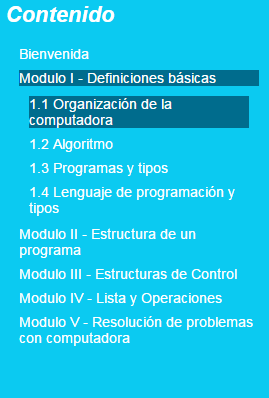 Contenido
Bienvenida
Modulo I - Definiciones básicas
1.1 Organización de la
computadora
1.2 Algoritmo
1.3 Programas y tipos
1.4 Lenguaje de programación y
tipos
Modulo II - Estructura de un
programa
Modulo III - Estructuras de Control
Modulo IV - Lista y Operaciones
Modulo V - Resolución de problemas
con computadora